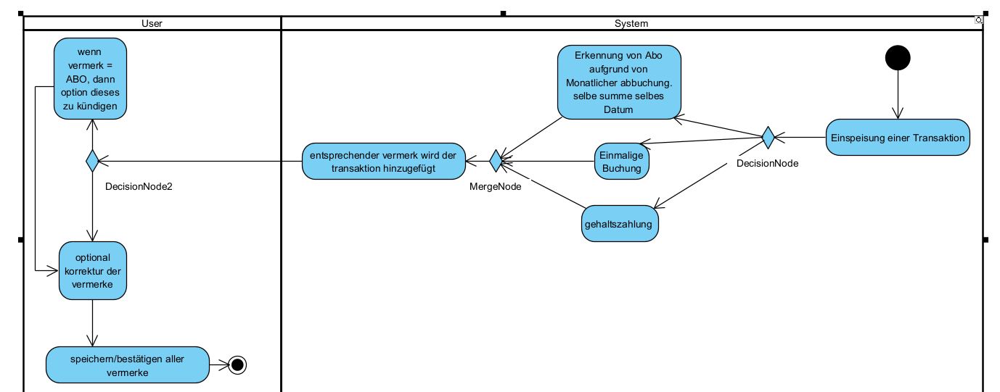 User
System
wenn
vermerk =
ABO, dann
option dieses
zu kündigen
Erkennung von Abo
aufgrund von
Monatlicher abbuchung.
selbe summe selbes
Datum
Einspeisung einer Transaktion
entsprechender vermerk wird der
transaktion hinzugefügt
Einmalige
Buchung
DecisionNode
DecisionNode2
MergeNode
gehaltszahlung
optional
korrektur der
vermerke
speichern/bestätigen aller
vermerke